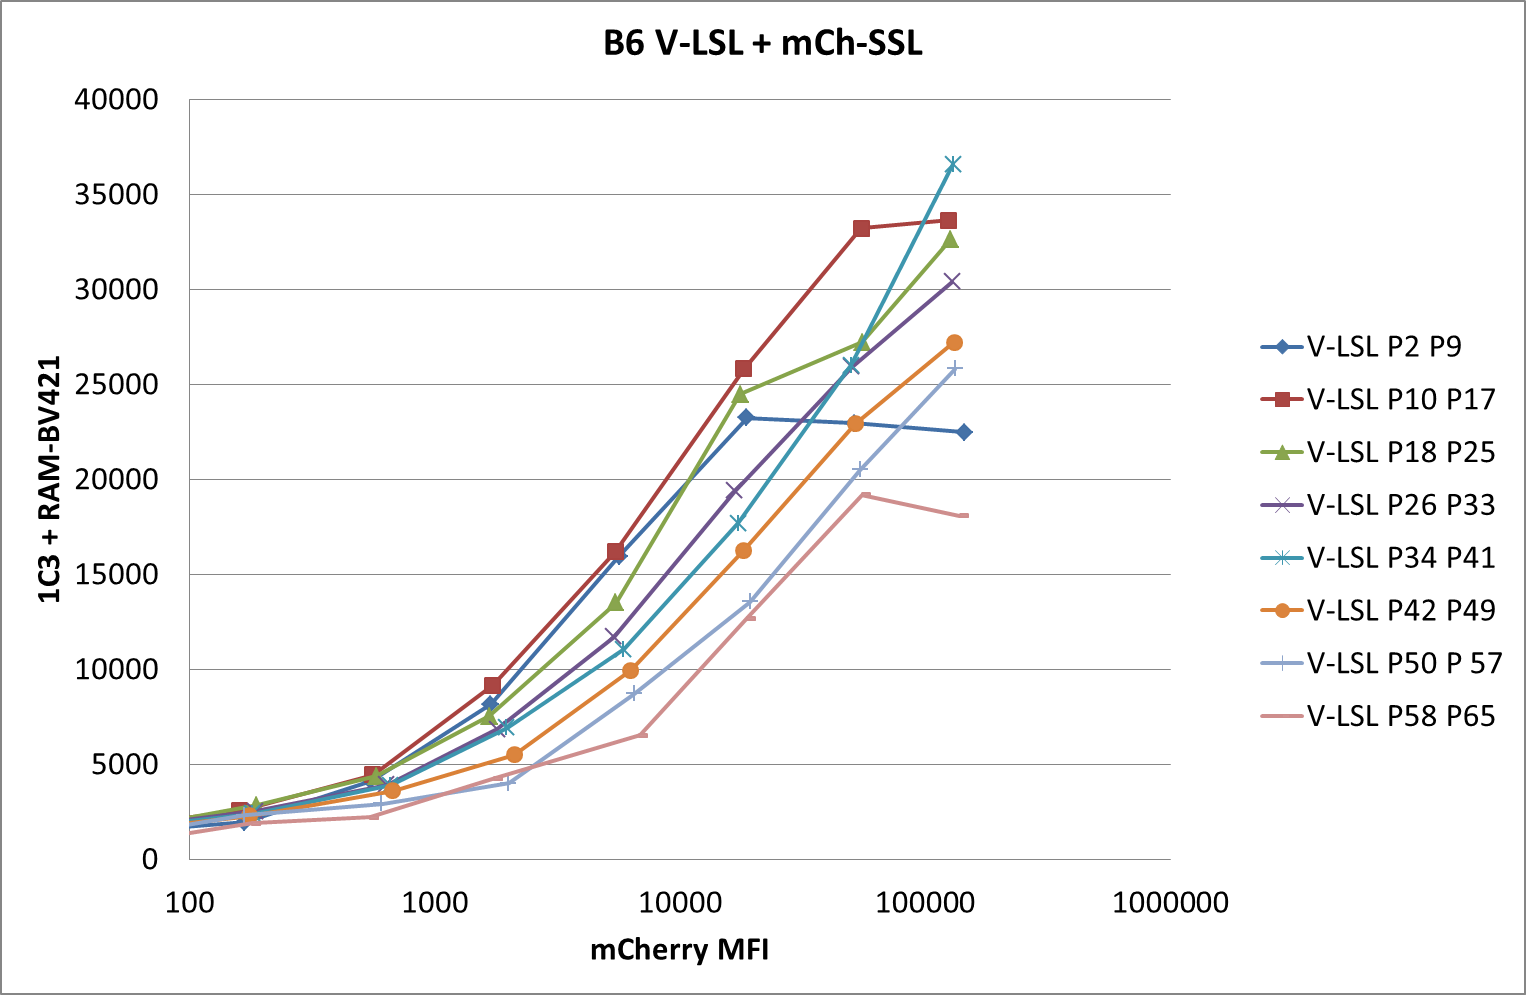 B6 V-LSL + mCh-SSL
40000
35000
30000
25000
20000
15000
10000
5000
0
1C3 + RAM-BV421
100
1000
10000
100000
1000000
mCherry MFI
V-LSL P2 P9
V-LSL P10 P17
V-LSL P18 P25
V-LSL P26 P33
V-LSL P34 P41
V-LSL P42 P49
V-LSL P50 P 57
V-LSL P58 P65